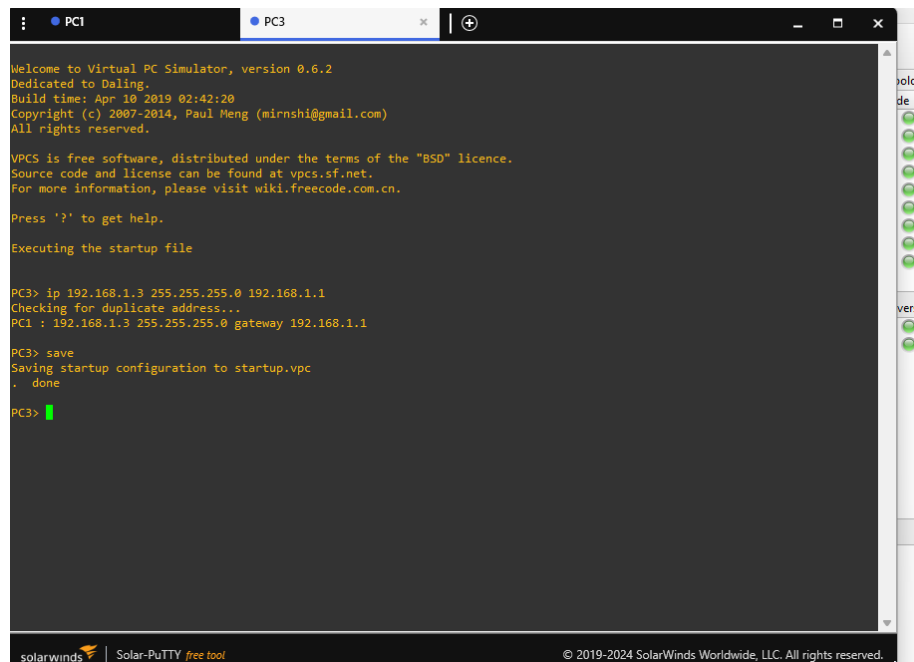 PC1
PC3
Welcome to Virtual PC Simulator, version 0.6.2
Dedicated to Daling.
Build time: Apr 10 2019 02:42:20
Copyright (c) 2007-2014, Paul Meng (mirnshi@gmail.com)
All rights reserved.
VPCS is free software, distributed under the terms of the "BSD" licence.
Source code and license can be found at vpcs.sf.net.
For more information, please visit wiki.freecode.com.cn.
Press '?' to get help.
Executing the startup file
PC3> ip 192.168.1.3 255.255.255.0 192.168.1.1
Checking for duplicate address...
PC1 : 192.168.1.3 255.255.255.0 gateway 192.168.1.1
PC3> save
Saving startup configuration to startup.vpc
.  done
PC3>
solarwinds
Solar-PuTTY free tool
© 2019-2024 SolarWinds Worldwide, LLC. All rights reserved.